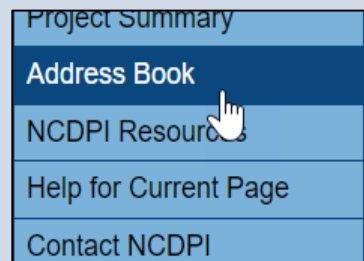 Project Summary
Address Book
NCDPI Resources
Help for Current Page
Contact NCDPI